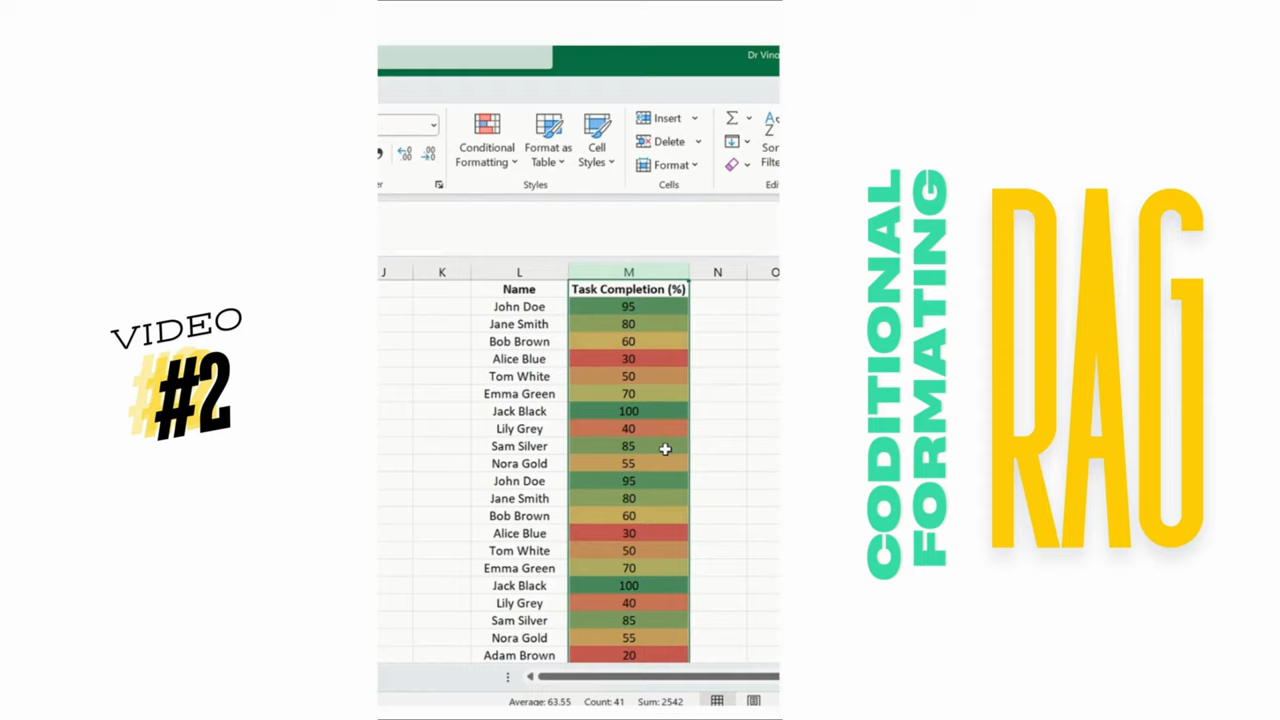 VIDEO
#2
Dr Vinc
Conditional
Formatting
Format as
Table
Cell
Styles
Styles
Insert
Delete
Format
Cells
Sor
Filte
Edi
J K L M N O
Name Task Completion (%)
John Doe 95
Jane Smith 80
Bob Brown 60
Alice Blue 30
Tom White 50
Emma Green 70
Jack Black 100
Lily Grey 40
Sam Silver 85
Nora Gold 55
John Doe 95
Jane Smith 80
Bob Brown 60
Alice Blue 30
Tom White 50
Emma Green 70
Jack Black 100
Lily Grey 40
Sam Silver 85
Nora Gold 55
Adam Brown 20
Average: 63.55 Count: 41 Sum: 2542
CODITIONAL
FORMATING
RAG